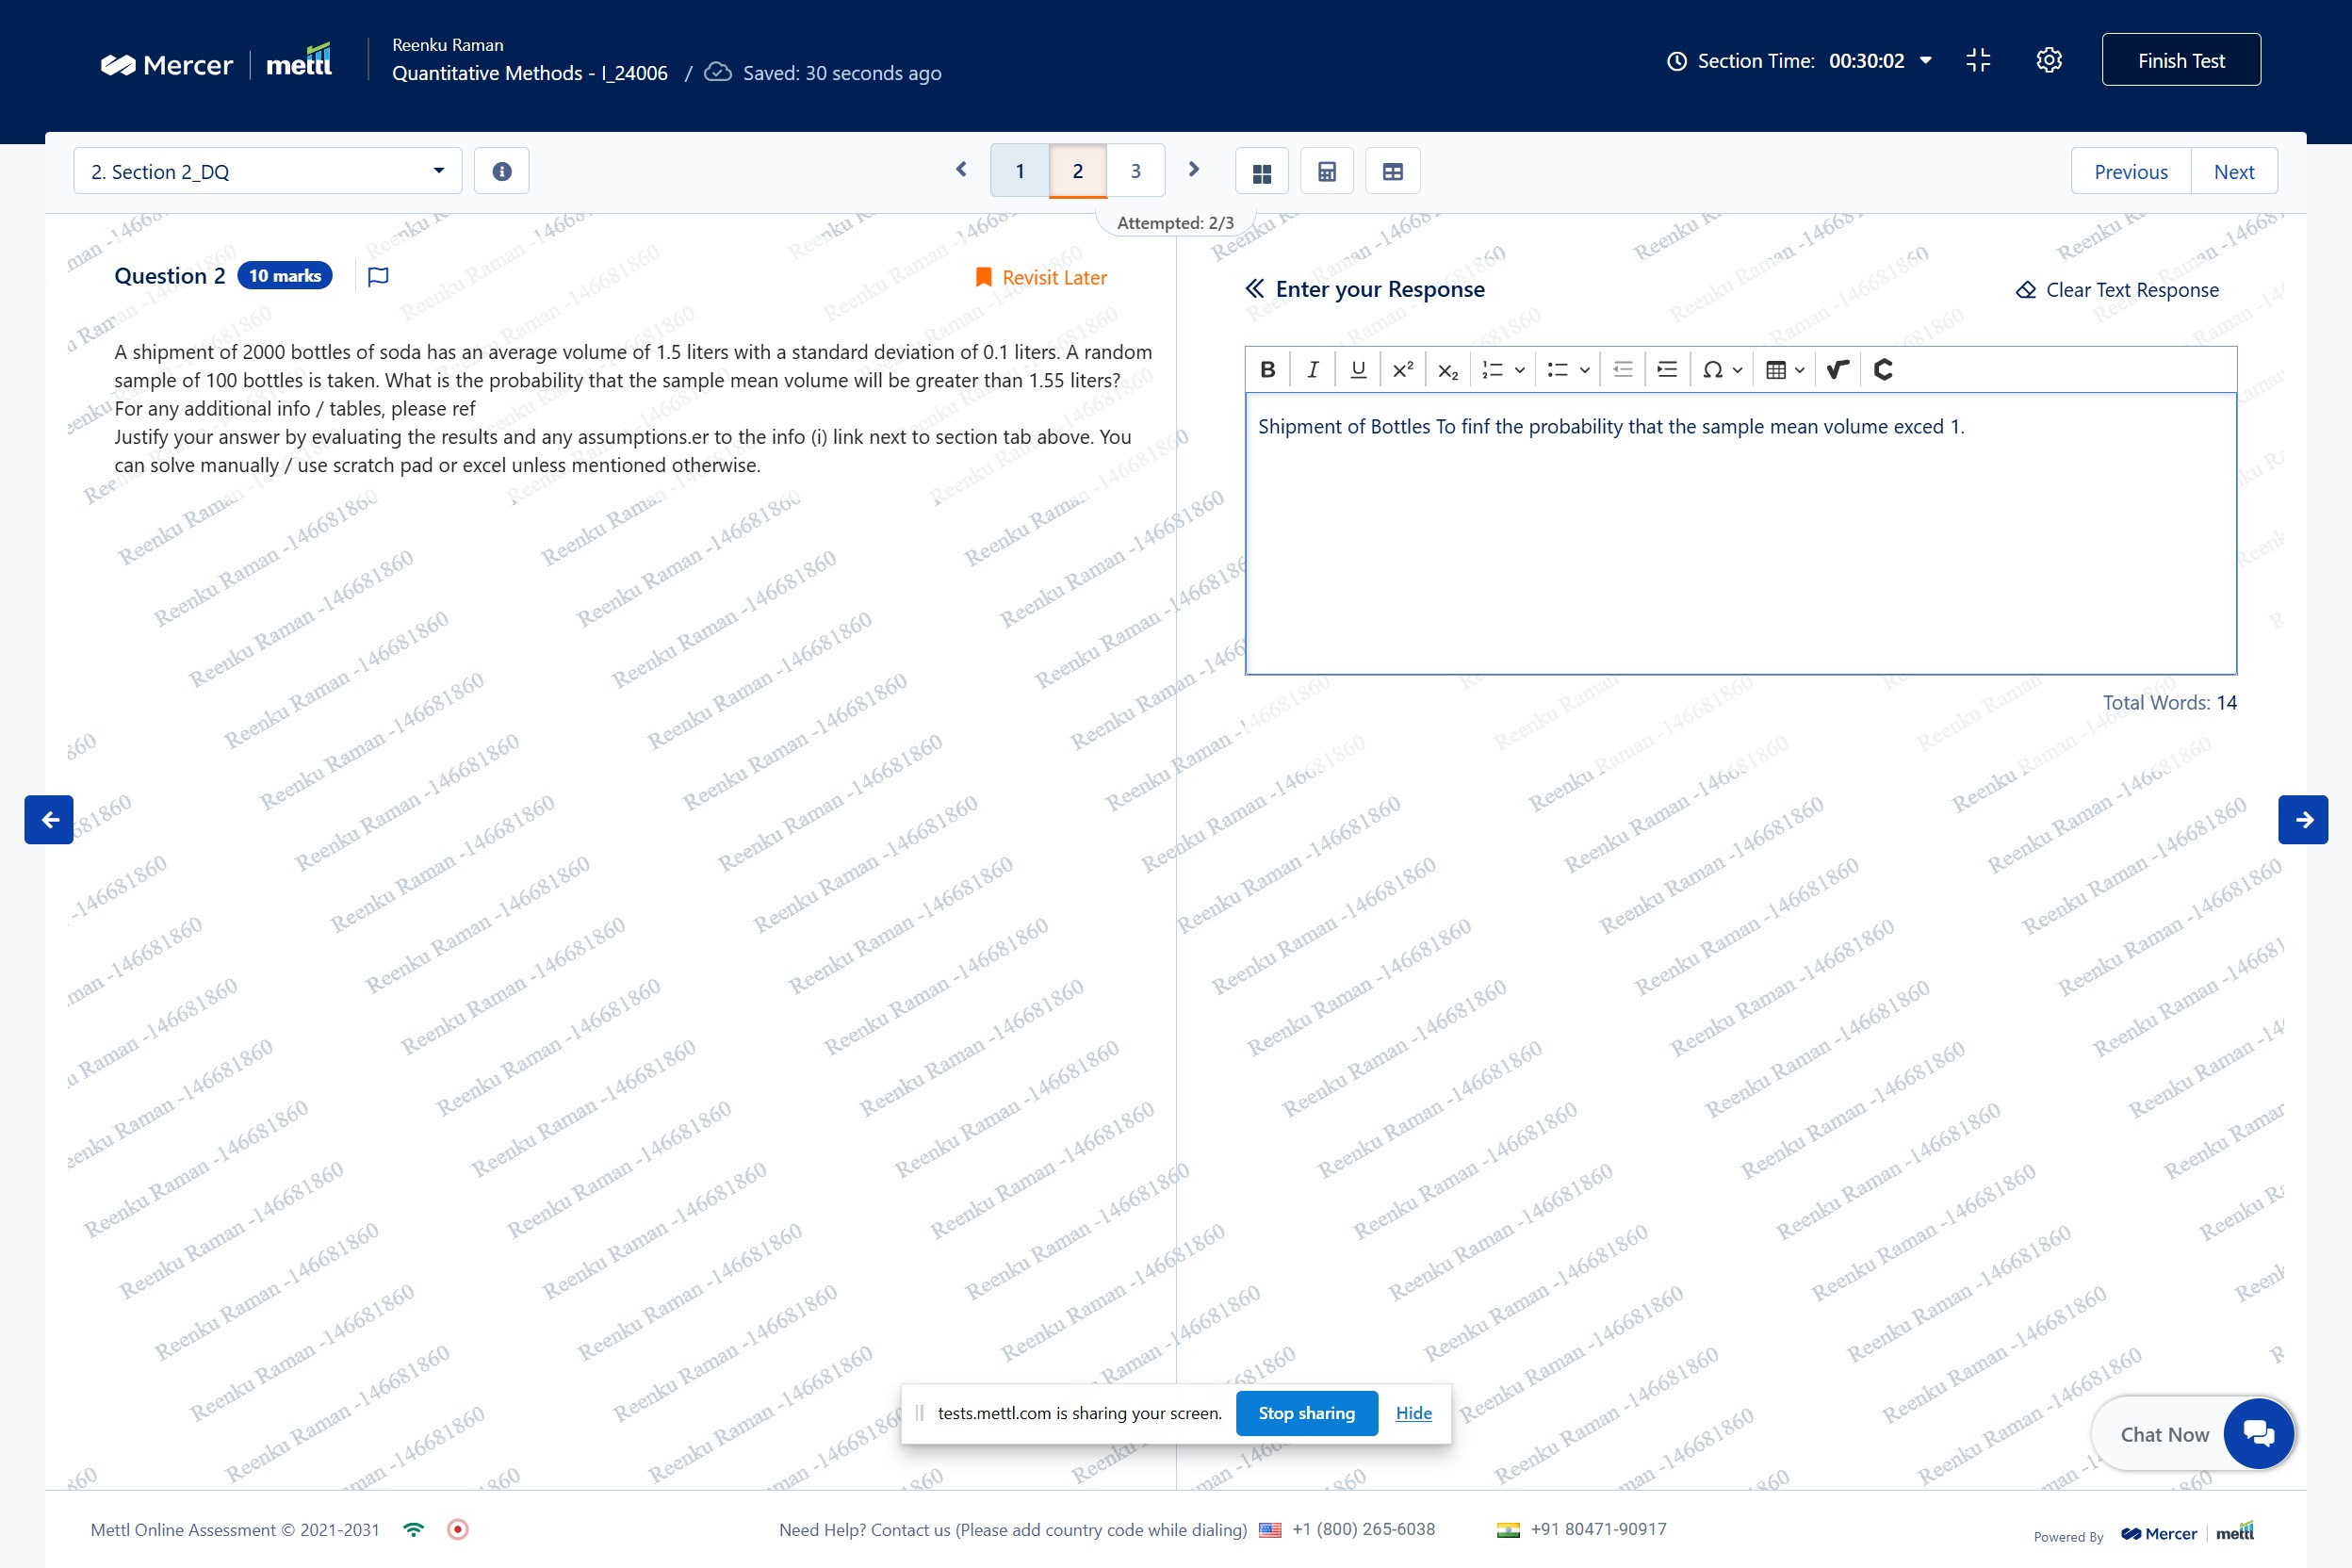 Mercer | mettl
Reenku Raman
Quantitative Methods - I_24006 / Saved: 30 seconds ago
Section Time: 00:30:02
Finish Test
2. Section 2_DQ
1 2 3
Previous Next
Attempted: 2/3
Question 2 10 marks
Revisit Later
A shipment of 2000 bottles of soda has an average volume of 1.5 liters with a standard deviation of 0.1 liters. A random
sample of 100 bottles is taken. What is the probability that the sample mean volume will be greater than 1.55 liters?
For any additional info / tables, please ref
Justify your answer by evaluating the results and any assumptions.er to the info (i) link next to section tab above. You
can solve manually / use scratch pad or excel unless mentioned otherwise.
Enter your Response
Clear Text Response
Shipment of Bottles To finf the probability that the sample mean volume exced 1.
Total Words: 14
Reenku Raman -146681860
tests.mettl.com is sharing your screen. Stop sharing Hide
Chat Now
Mettl Online Assessment © 2021-2031
Need Help? Contact us (Please add country code while dialing) +1 (800) 265-6038 +91 80471-90917
Powered By Mercer | mettl